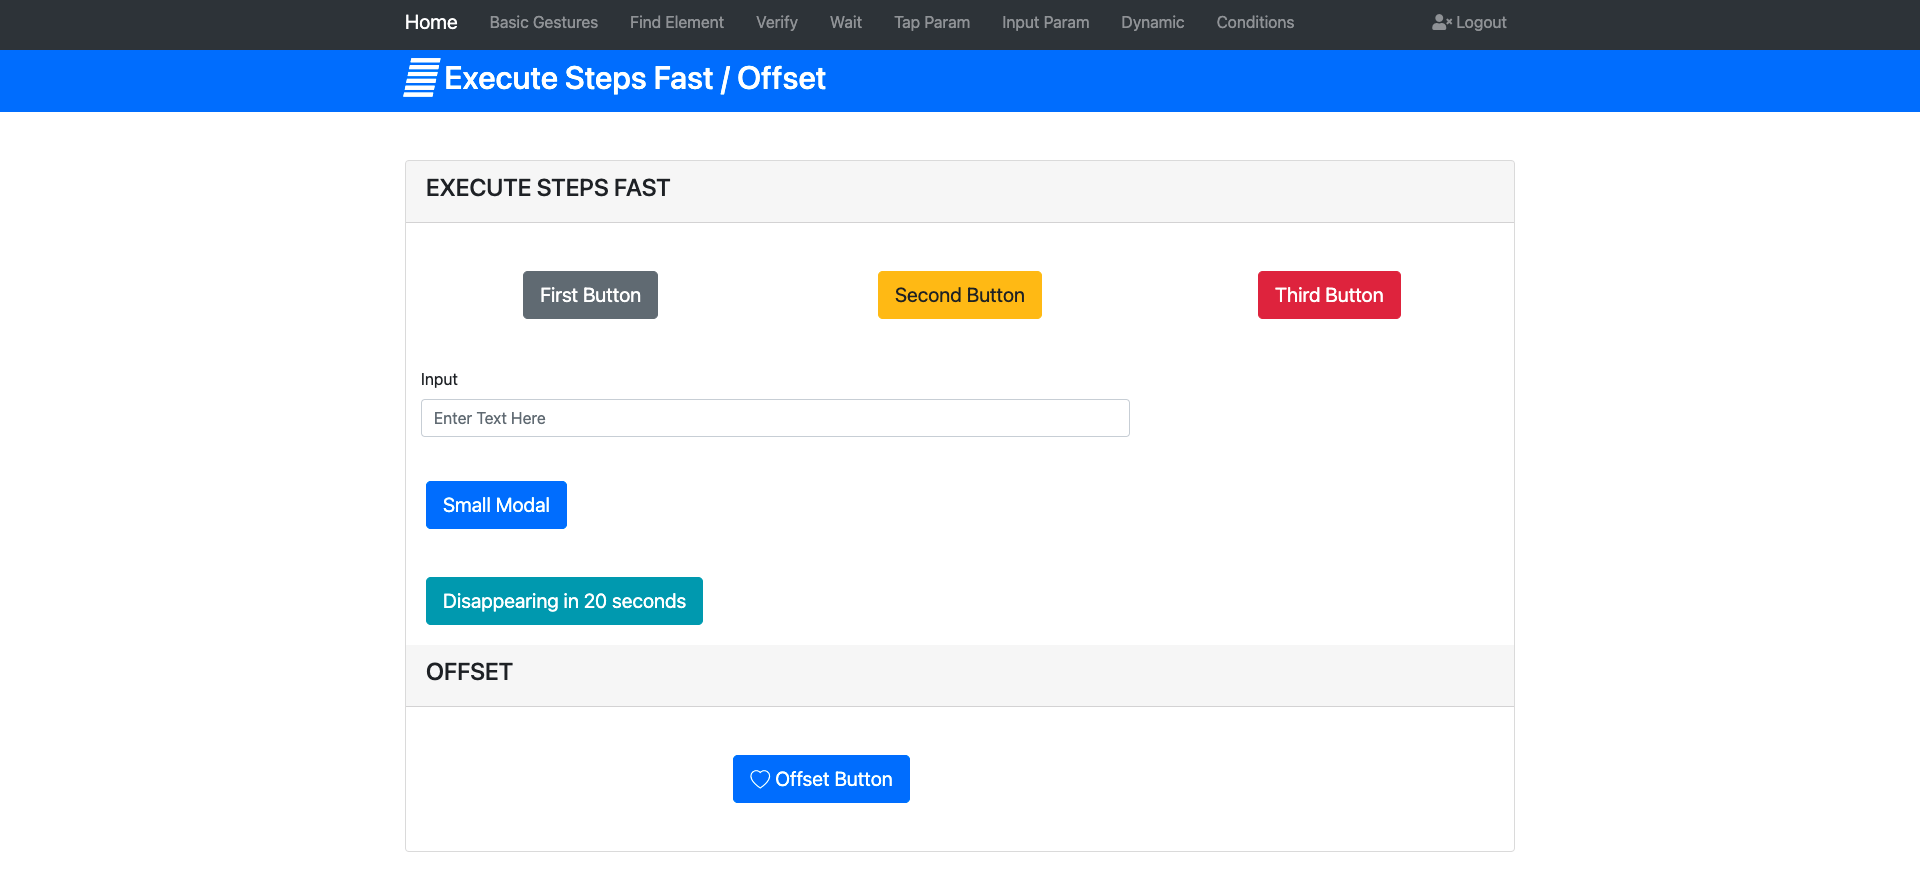 Home Basic Gestures Find Element Verify Wait Tap Param Input Param Dynamic Conditions Logout
Execute Steps Fast / Offset
EXECUTE STEPS FAST
First Button Second Button Third Button
Input
Enter Text Here
Small Modal
Disappearing in 20 seconds
OFFSET
Offset Button